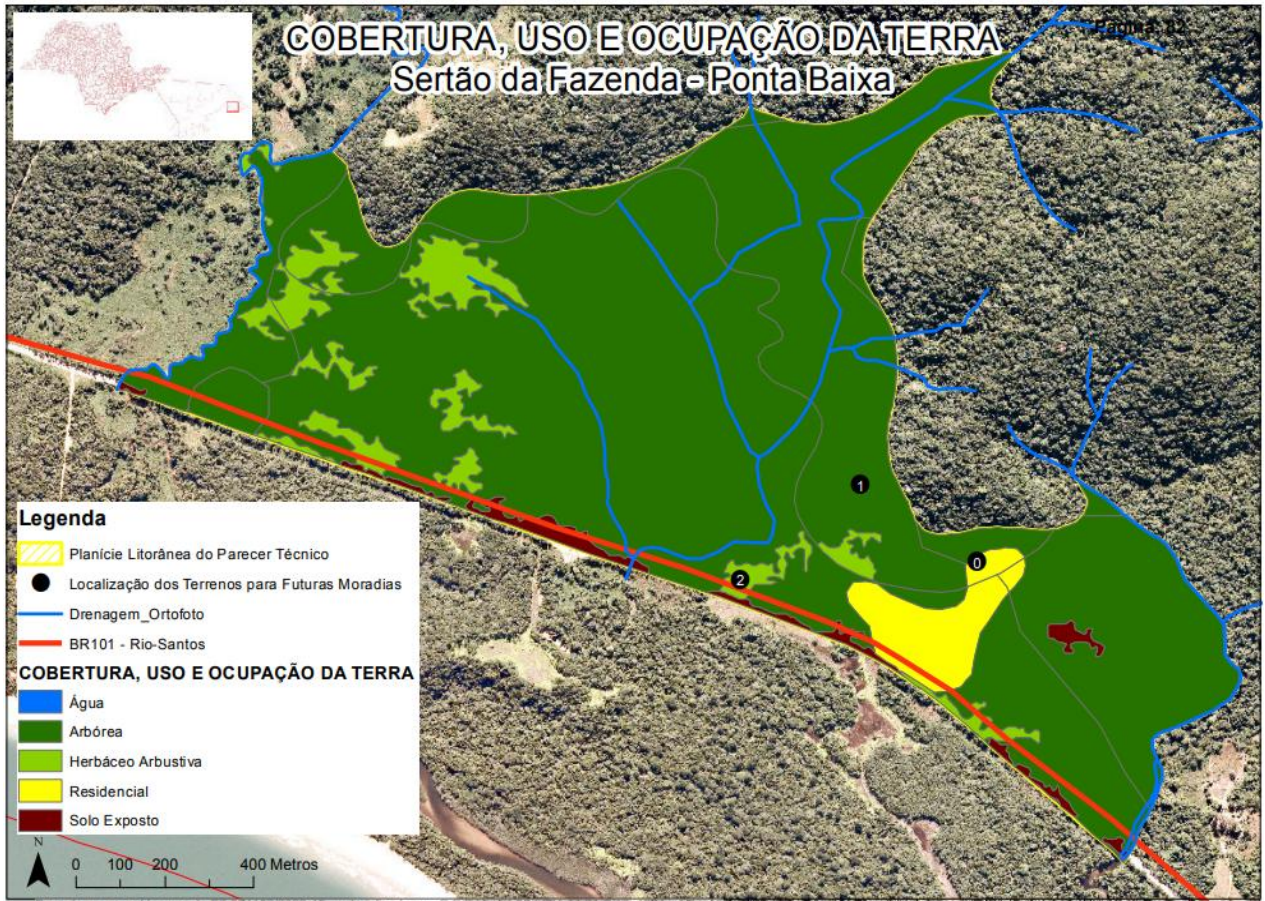 COBERTURA, USO E OCUPAÇÃO DA TERRA
Sertão da Fazenda - Ponta Baixa
1
0
2
Legenda
Planície Litorânea do Parecer Técnico
Localização dos Terrenos para Futuras Moradias
Drenagem_Ortofoto
BR101 - Rio-Santos
COBERTURA, USO E OCUPAÇÃO DA TERRA
Água
Arbórea
Herbáceo Arbustiva
Residencial
Solo Exposto
N
0 100 200 400 Metros